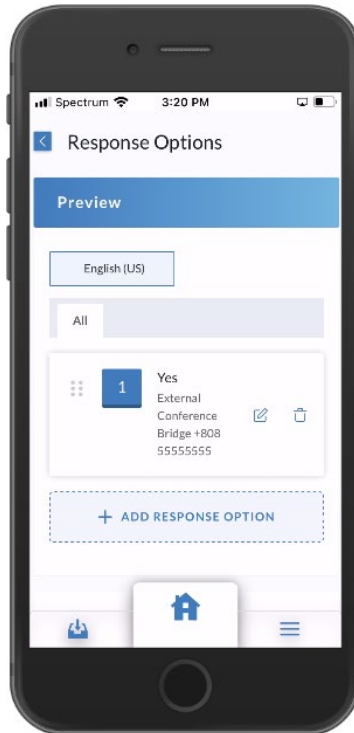 Spectrum 3:20 PM
Response Options
Preview
English (US)
All
1
Yes
External
Conference
Bridge +808
55555555
+ ADD RESPONSE OPTION